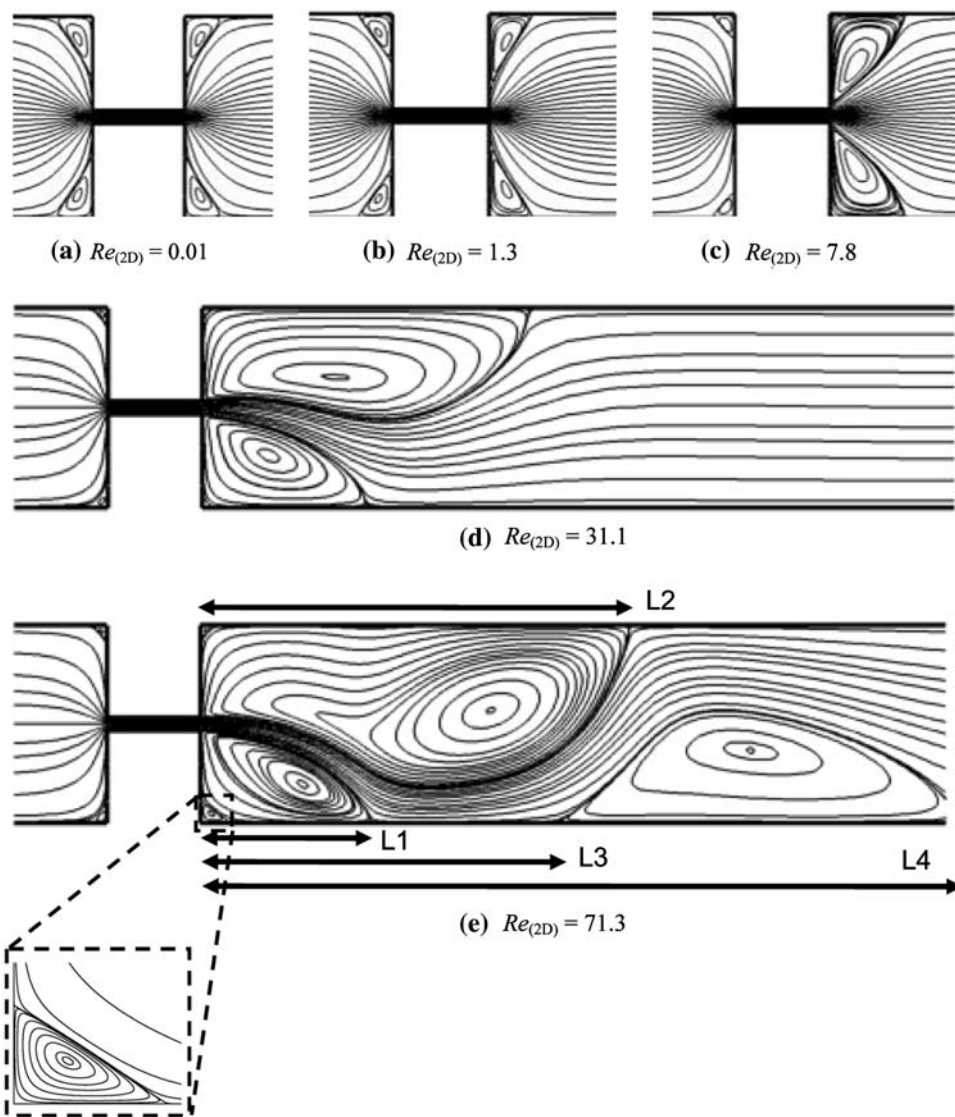 (a) Re(2D) = 0.01
(b) Re(2D) = 1.3
(c) Re(2D) = 7.8
(d) Re(2D) = 31.1
L2
L1
L3
L4
(e) Re(2D) = 71.3